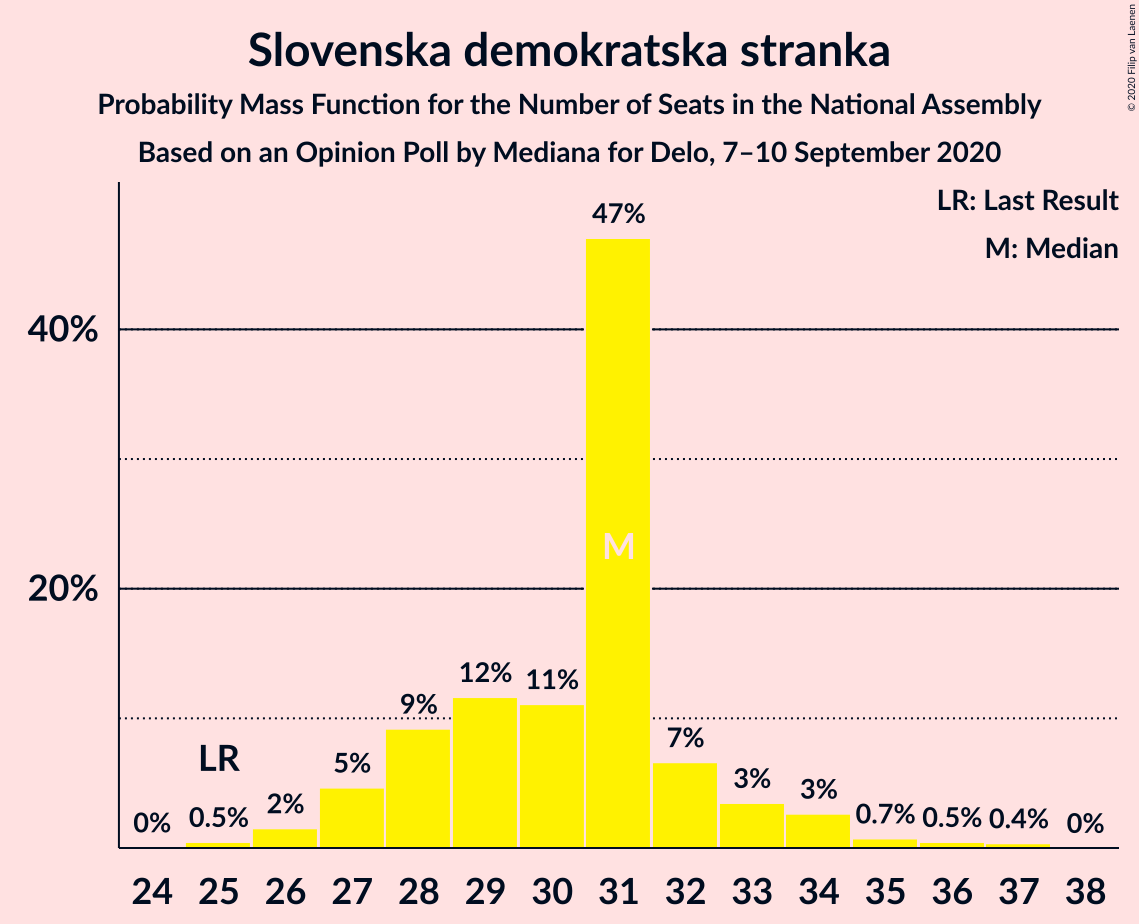 Slovenska demokratska stranka
Probability Mass Function for the Number of Seats in the National Assembly
Based on an Opinion Poll by Mediana for Delo, 7–10 September 2020
© 2020 Filip van Laenen
LR: Last Result
M: Median
47%
40%
M
20%
12%
11%
9%
7%
LR
5%
3%
3%
2%
0%
0.5%
0.7%
0.5%
0.4%
0%
24 25 26 27 28 29 30 31 32 33 34 35 36 37 38